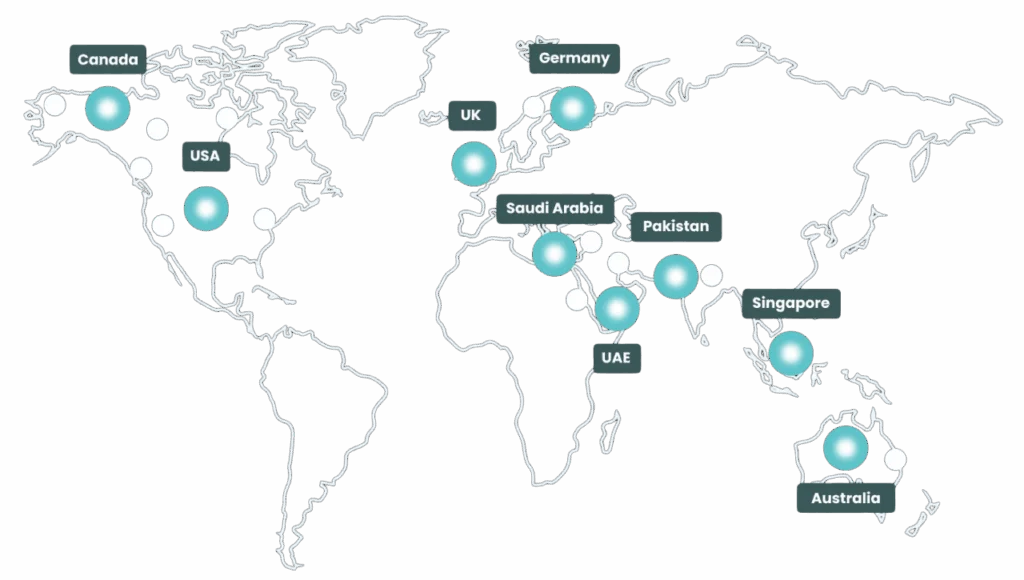 Canada
Germany
UK
USA
Saudi Arabia
Pakistan
Singapore
UAE
Australia